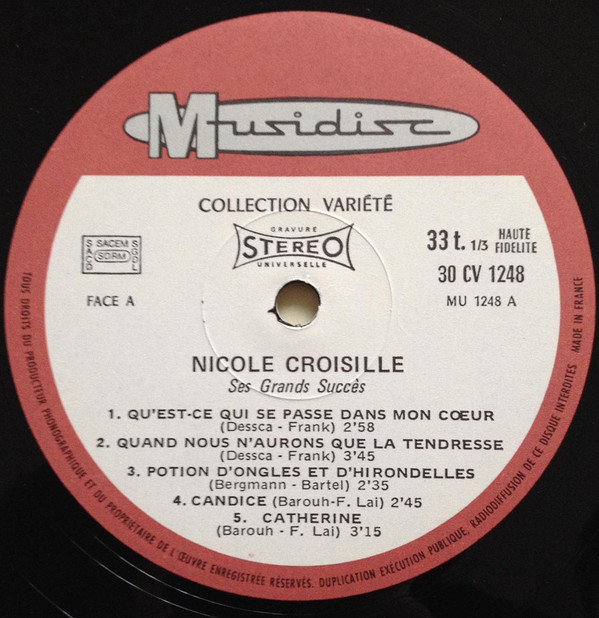 Musidisc
COLLECTION VARIÉTÉ
GRAVURE
STEREO
UNIVERSELLE
SACD
SACEM
SDRM
SGDL
33 t. 1/3 HAUTE FIDELITE
30 CV 1248
FACE A
MU 1248 A
NICOLE CROISILLE
Ses Grands Succês
1. QU'EST-CE QUI SE PASSE DANS MON CŒUR
(Dessca - Frank) 2'58
2. QUAND NOUS N'AURONS QUE LA TENDRESSE
(Dessca - Frank) 3'45
3. POTION D'ONGLES ET D'HIRONDELLES
(Bergmann - Bartel) 2'35
4. CANDICE (Barouh-F. Lai) 2'45
5. CATHERINE
(Barouh - F. Lai) 3'15
TOUS DROITS DU PRODUCTEUR PHONOGRAPHIQUE ET DU PROPRIÉTAIRE DE L'ŒUVRE ENREGISTRÉE RÉSERVÉS. DUPLICATION EXÉCUTION PUBLIQUE, RADIODIFFUSION DE CE DISQUE INTERDITES MADE IN FRANCE